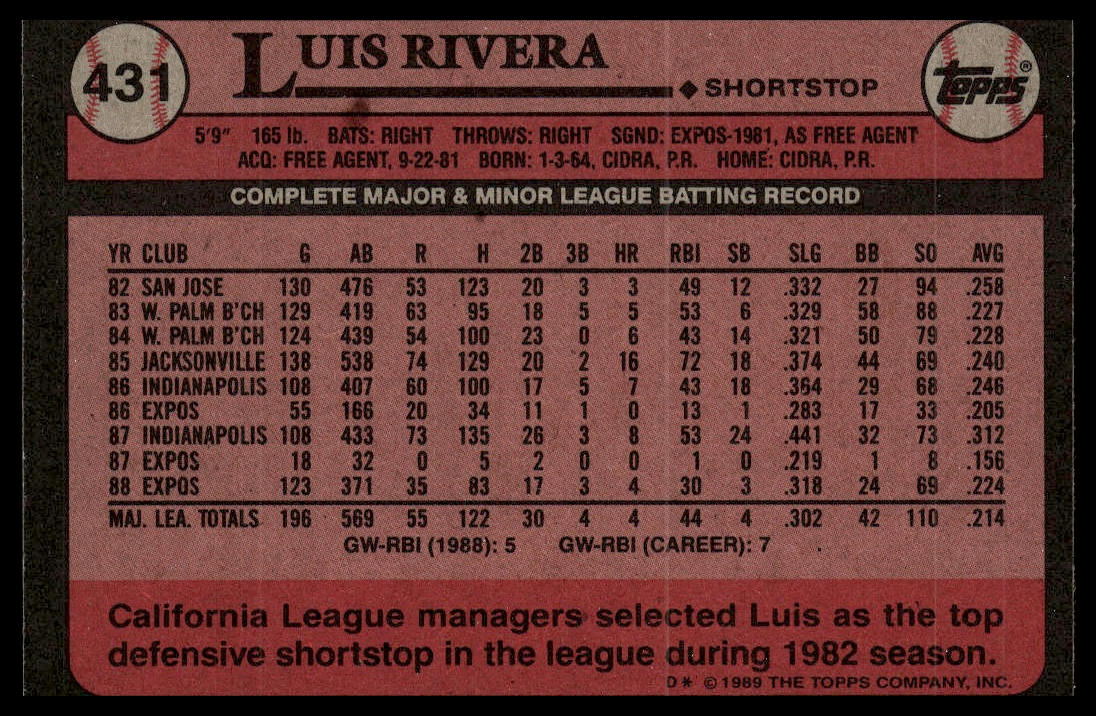 431
LUIS RIVERA
◆ SHORTSTOP
topps®
5'9" 165 lb. BATS: RIGHT THROWS: RIGHT SGND: EXPOS-1981, AS FREE AGENT
ACQ: FREE AGENT, 9-22-81 BORN: 1-3-64, CIDRA, P.R. HOME: CIDRA, P.R.
COMPLETE MAJOR & MINOR LEAGUE BATTING RECORD
YR CLUB G AB R H 2B 3B HR RBI SB SLG BB SO AVG
82 SAN JOSE 130 476 53 123 20 3 3 49 12 .332 27 94 .258
83 W. PALM B'CH 129 419 63 95 18 5 5 53 6 .329 58 88 .227
84 W. PALM B'CH 124 439 54 100 23 0 6 43 14 .321 50 79 .228
85 JACKSONVILLE 138 538 74 129 20 2 16 72 18 .374 44 69 .240
86 INDIANAPOLIS 108 407 60 100 17 5 7 43 18 .364 29 68 .246
86 EXPOS 55 166 20 34 11 1 0 13 1 .283 17 33 .205
87 INDIANAPOLIS 108 433 73 135 26 3 8 53 24 .441 32 73 .312
87 EXPOS 18 32 0 5 2 0 0 1 0 .219 1 8 .156
88 EXPOS 123 371 35 83 17 3 4 30 3 .318 24 69 .224
MAJ. LEA. TOTALS 196 569 55 122 30 4 4 44 4 .302 42 110 .214
GW-RBI (1988): 5 GW-RBI (CAREER): 7
California League managers selected Luis as the top
defensive shortstop in the league during 1982 season.
D* © 1989 THE TOPPS COMPANY, INC.